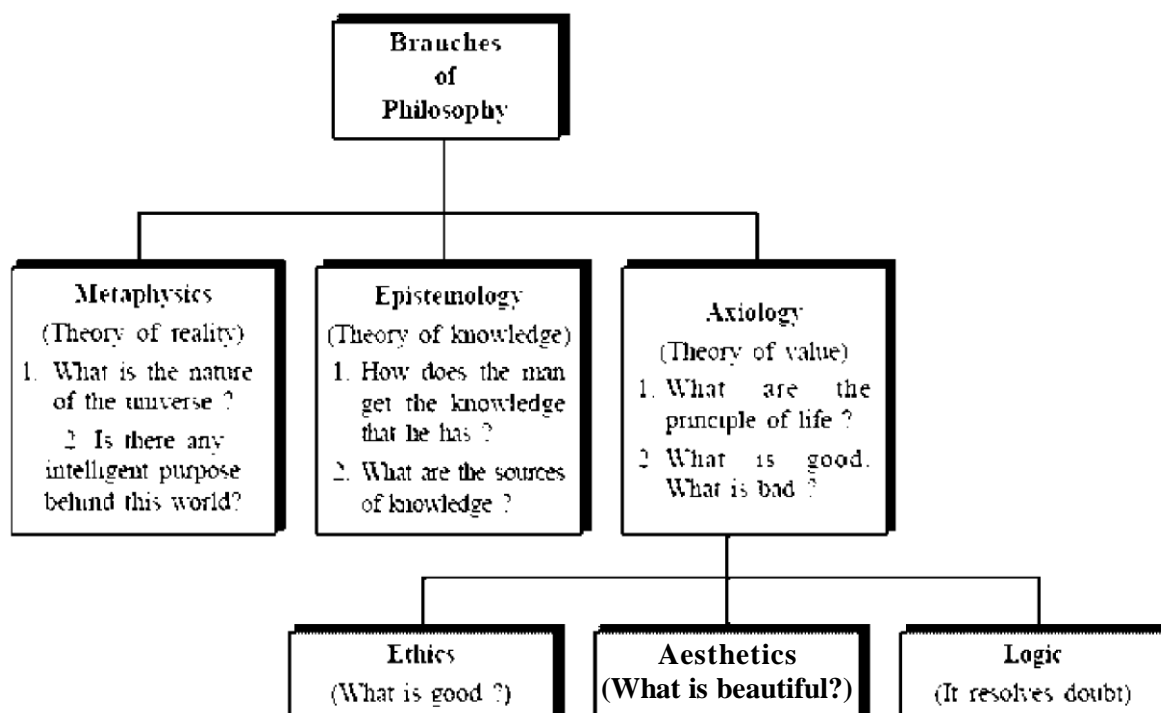 Brauches
of
Philosophy
Metaphysics
(Theory of reality)
1. What is the nature
of the universe ?
2 Is there any
intelligent purpose
behind this world?
Epistemology
(Theory of knowledge)
1. How does the man
get the knowledge
that he has ?
2. What are the sources
of knowledge ?
Axiology
(Theory of value)
1. What are the
principle of life ?
2 What is good.
What is bad ?
Ethics
(What is good ?)
Aesthetics
(What is beautiful?)
Logic
(It resolves doubt)